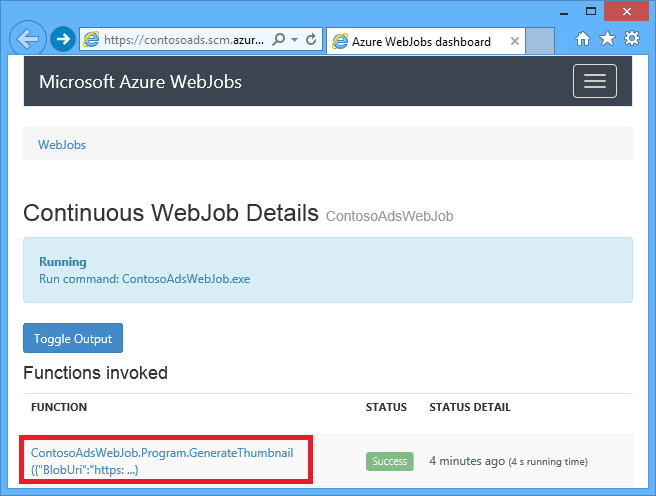 https://contosoads.scm.azur...
Azure WebJobs dashboard
Microsoft Azure WebJobs
WebJobs
Continuous WebJob Details ContosoAdsWebJob
Running
Run command: ContosoAdsWebJob.exe
Toggle Output
Functions invoked
FUNCTION STATUS STATUS DETAIL
ContosoAdsWebJob.Program.GenerateThumbnail
({"BlobUri":"https: ...) Success 4 minutes ago (4 s running time)